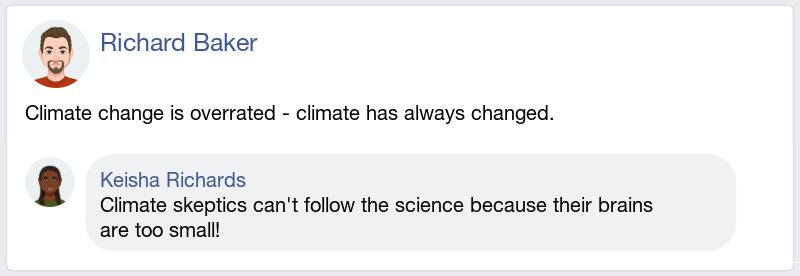 Richard Baker
Climate change is overrated - climate has always changed.
Keisha Richards
Climate skeptics can't follow the science because their brains
are too small!